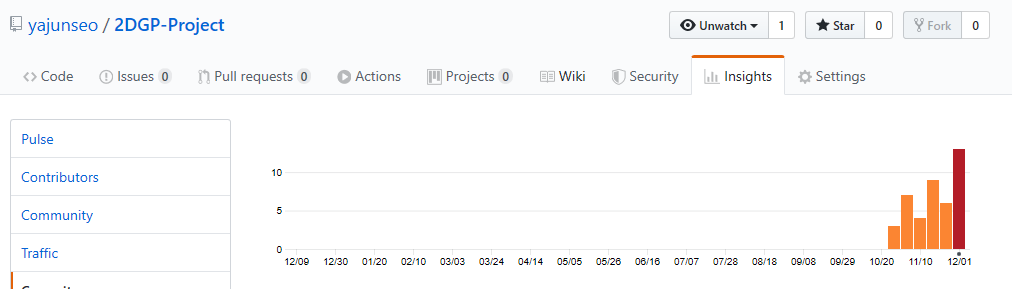 yajunseo / 2DGP-Project
Unwatch 1
Star 0
Fork 0
Code
Issues 0
Pull requests 0
Actions
Projects 0
Wiki
Security
Insights
Settings
Pulse
Contributors
Community
Traffic
10
5
0
12/09 12/30 01/20 02/10 03/03 03/24 04/14 05/05 05/26 06/16 07/07 07/28 08/18 09/08 09/29 10/20 11/10 12/01